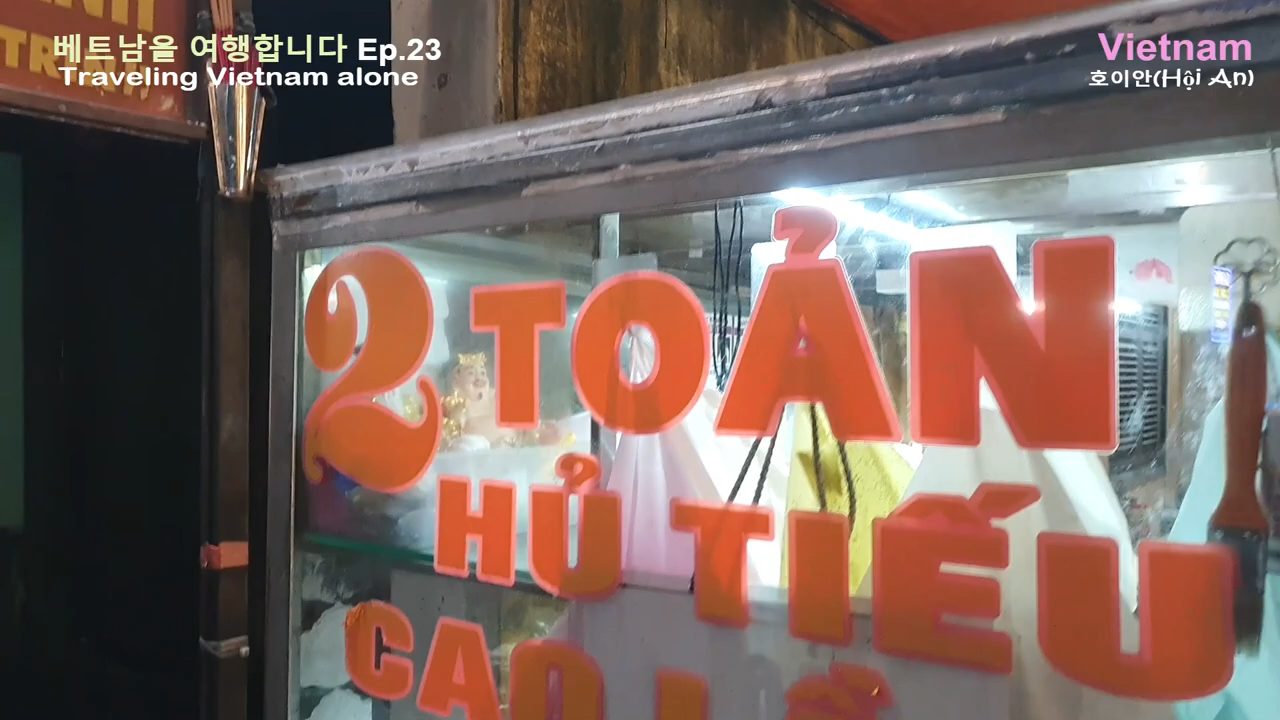 베트남을 여행합니다 Ep.23
Traveling Vietnam alone
Vietnam
호이안(Hội An)
2 TOẢN
HỦ TIẾU
CAO